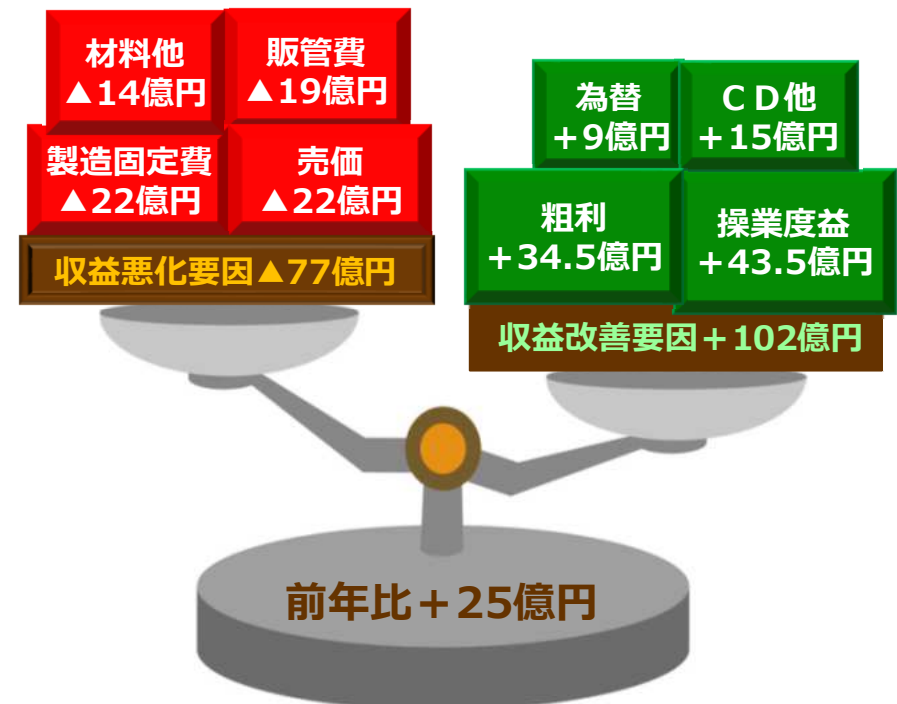 材料他
▲14億円
販管費
▲19億円
製造固定費
▲22億円
売価
▲22億円
収益悪化要因▲77億円
為替
+9億円
CD他
+15億円
粗利
+34.5億円
操業度益
+43.5億円
収益改善要因+102億円
前年比+25億円